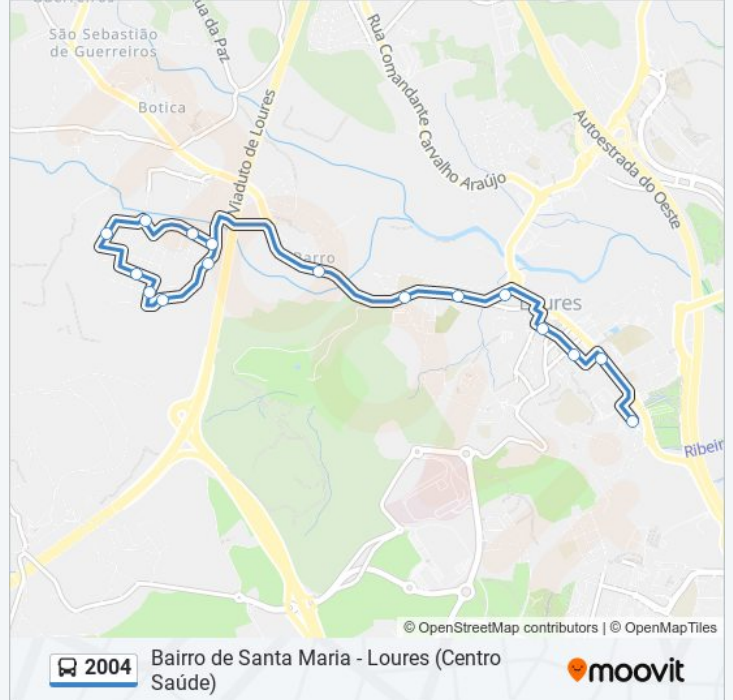 São Sebastião
de Guerreiros
ua da Paz
Botica
Viaduto de Loures
Rua Comandante Carvalho Araújo
Autoestrada do Oeste
Barro
Loures
Ribeir
© OpenStreetMap contributors | © OpenMapTiles
2004
Bairro de Santa Maria - Loures (Centro
Saúde)
moovit